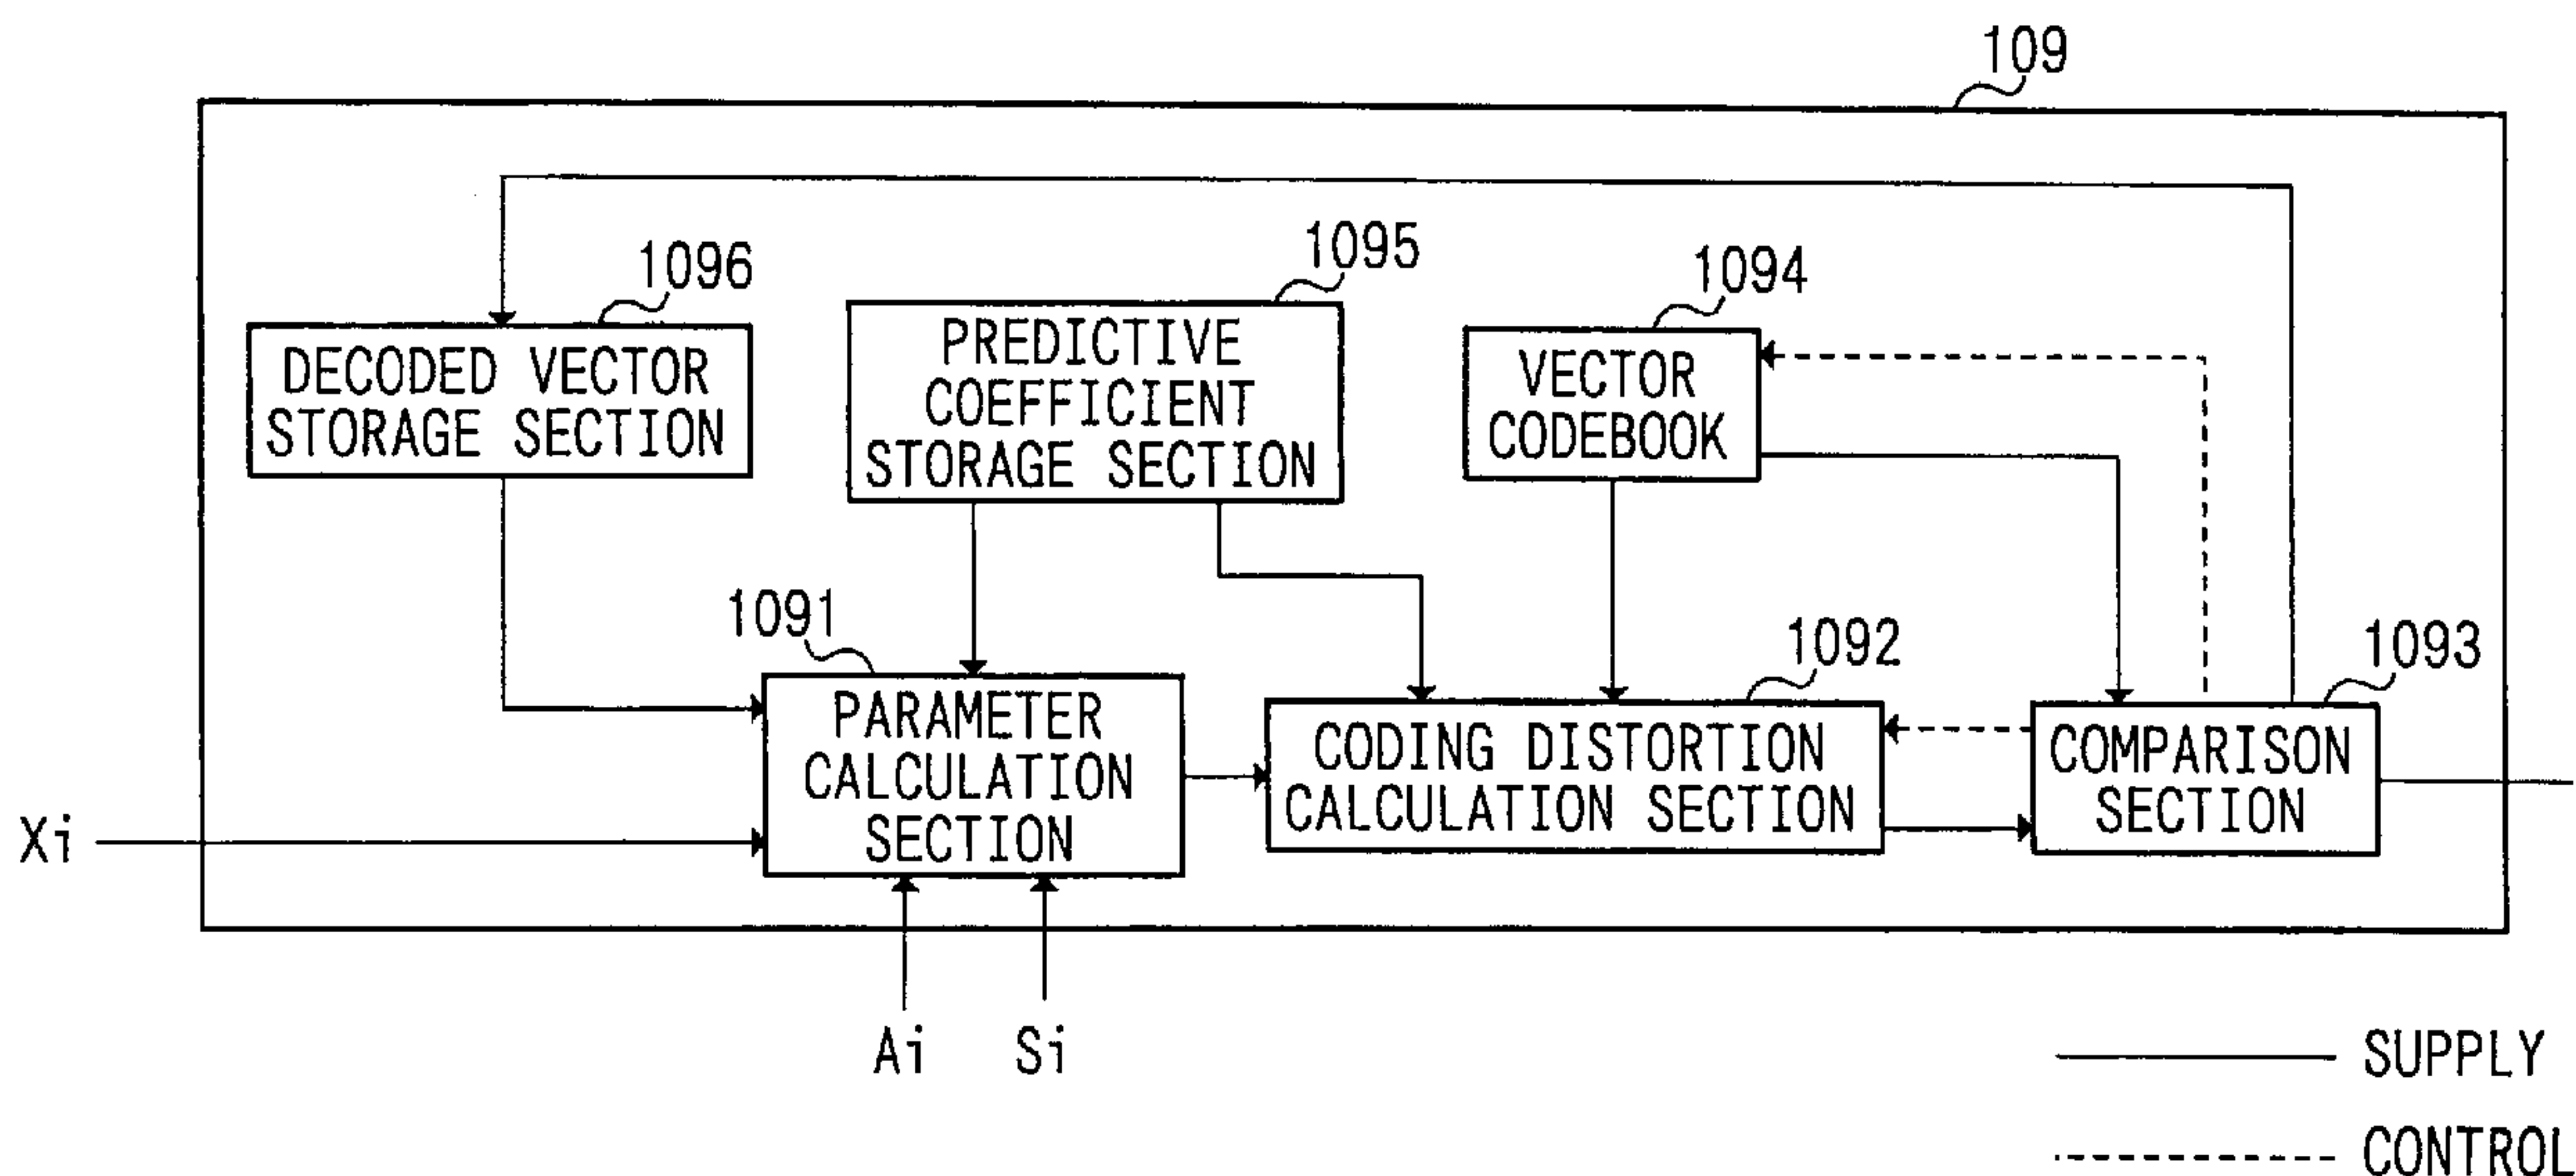 109
1096
DECODED VECTOR
STORAGE SECTION
1095
PREDICTIVE
COEFFICIENT
STORAGE SECTION
1094
VECTOR
CODEBOOK
1091
PARAMETER
CALCULATION
SECTION
1092
CODING DISTORTION
CALCULATION SECTION
1093
COMPARISON
SECTION
Xi
Ai
Si
SUPPLY
CONTROL